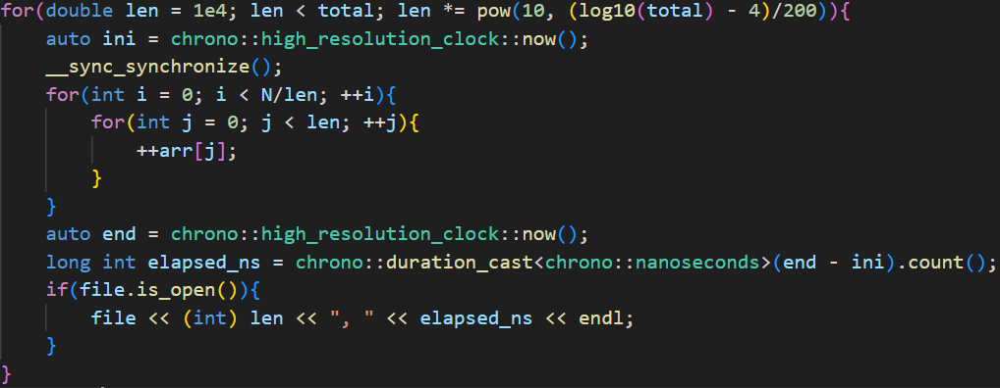 for(double len = 1e4; len < total; len *= pow(10, (log10(total) - 4)/200)){
    auto ini = chrono::high_resolution_clock::now();
    __sync_synchronize();
    for(int i = 0; i < N/len; ++i){
        for(int j = 0; j < len; ++j){
            ++arr[j];
        }
    }
    auto end = chrono::high_resolution_clock::now();
    long int elapsed_ns = chrono::duration_cast<chrono::nanoseconds>(end - ini).count();
    if(file.is_open()){
        file << (int) len << ", " << elapsed_ns << endl;
    }
}